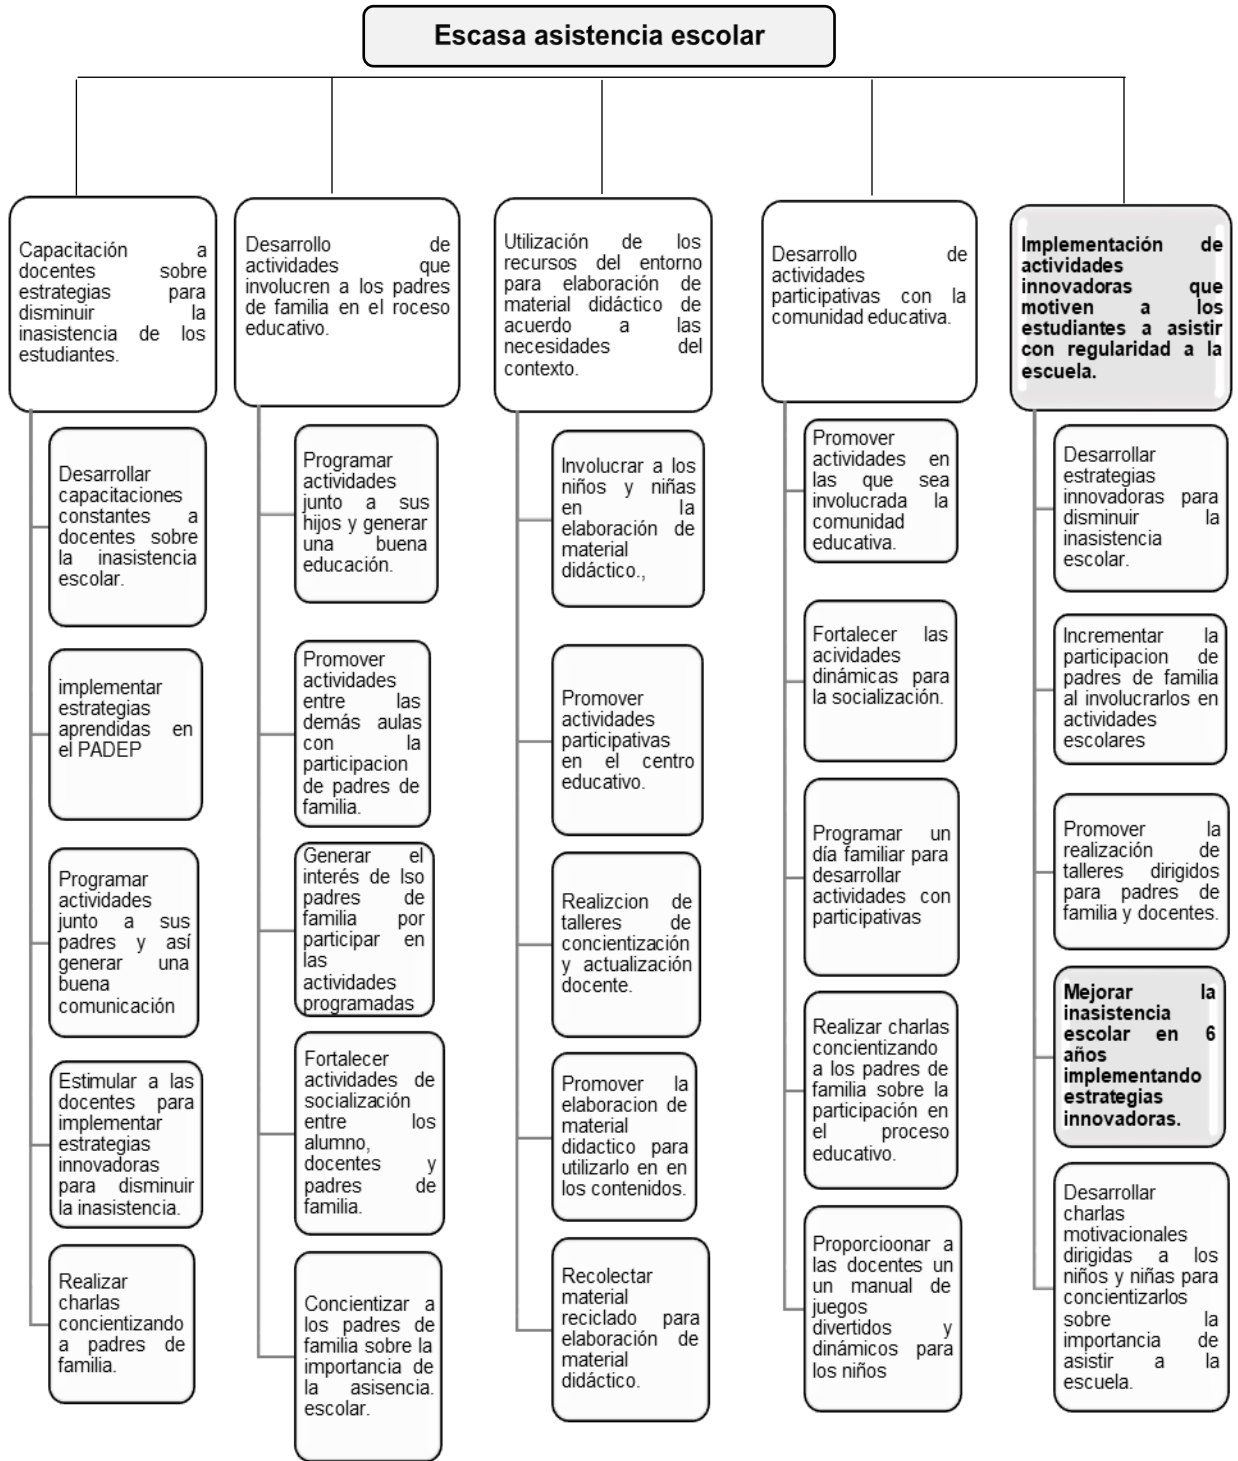 Escasa asistencia escolar
Capacitación a
docentes sobre
estrategias para
disminuir la
inasistencia de los
estudiantes.
Desarrollar
capacitaciones
constantes a
docentes sobre
la inasistencia
escolar.
implementar
estrategias
aprendidas en
el PADEP
Programar
actividades
junto a sus
padres y así
generar una
buena
comunicación
Estimular a las
docentes para
implementar
estrategias
innovadoras
para disminuir
la inasistencia.
Realizar
charlas
concientizando
a padres de
familia.
Desarrollo de
actividades que
involucren a los padres
de familia en el roceso
educativo.
Programar
actividades
junto a sus
hijos y generar
una buena
educación.
Promover
actividades
entre las
demás aulas
con la
participacion
de padres de
familia.
Generar el
interés de lso
padres de
familia por
participar en
las
actividades
programadas
Fortalecer
actividades de
socialización
entre los
alumno,
docentes y
padres de
familia.
Concientizar a
los padres de
familia sobre la
importancia de
la asisencia.
escolar.
Utilización de los
recursos del entorno
para elaboración de
material didáctico de
acuerdo a las
necesidades del
contexto.
Involucrar a los
niños y niñas
en la
elaboración de
material
didáctico.,
Promover
actividades
participativas
en el centro
educativo.
Realizcion de
talleres de
concientización
y actualización
docente.
Promover la
elaboracion de
material
didactico para
utilizarlo en en
los contenidos.
Recolectar
material
reciclado para
elaboración de
material
didáctico.
Desarrollo de
actividades
participativas con la
comunidad educativa.
Promover
actividades en
las que sea
involucrada la
comunidad
educativa.
Fortalecer las
acividades
dinámicas para
la socialización.
Programar un
día familiar para
desarrollar
actividades con
participativas
Realizar charlas
concientizando
a los padres de
familia sobre la
participación en
el proceso
educativo.
Proporcioonar a
las docentes un
un manual de
juegos
divertidos y
dinámicos para
los niños
Implementación de
actividades
innovadoras que
motiven a los
estudiantes a asistir
con regularidad a la
escuela.
Desarrollar
estrategias
innovadoras para
disminuir la
inasistencia
escolar.
Incrementar la
participacion de
padres de familia
al involucrarlos en
actividades
escolares
Promover la
realización de
talleres dirigidos
para padres de
familia y docentes.
Mejorar la
inasistencia
escolar en 6
años
implementando
estrategias
innovadoras.
Desarrollar
charlas
motivacionales
dirigidas a los
niños y niñas para
concientizarlos
sobre la
importancia de
asistir a la
escuela.